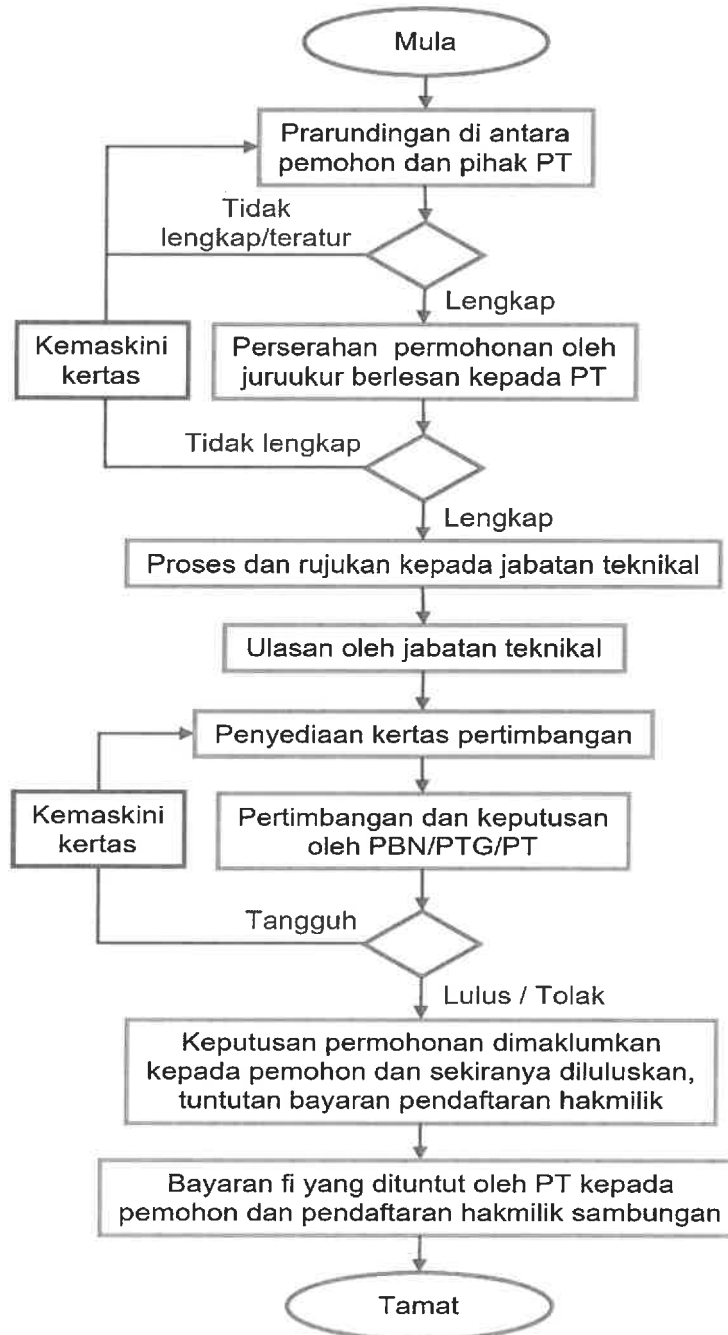 Mula
Prarundingan di antara
pemohon dan pihak PT
Tidak
lengkap/teratur
Lengkap
Kemaskini
kertas
Perserahan permohonan oleh
juruukur berlesan kepada PT
Tidak lengkap
Lengkap
Proses dan rujukan kepada jabatan teknikal
Ulasan oleh jabatan teknikal
Penyediaan kertas pertimbangan
Kemaskini
kertas
Pertimbangan dan keputusan
oleh PBN/PTG/PT
Tangguh
Lulus / Tolak
Keputusan permohonan dimaklumkan
kepada pemohon dan sekiranya diluluskan,
tuntutan bayaran pendaftaran hakmilik
Bayaran fi yang dituntut oleh PT kepada
pemohon dan pendaftaran hakmilik sambungan
Tamat